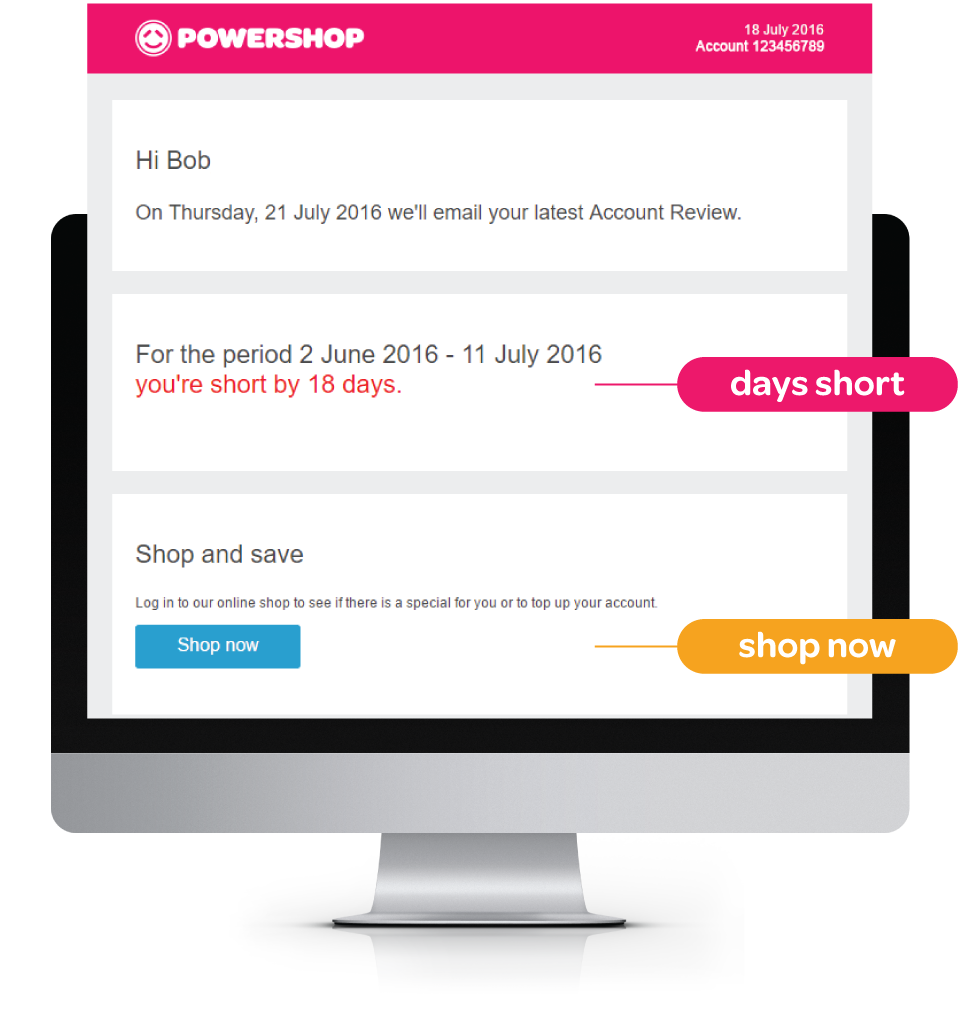 POWERSHOP
18 July 2016
Account 123456789
Hi Bob
On Thursday, 21 July 2016 we'll email your latest Account Review.
For the period 2 June 2016 - 11 July 2016
you're short by 18 days.
days short
Shop and save
Log in to our online shop to see if there is a special for you or to top up your account.
Shop now
shop now